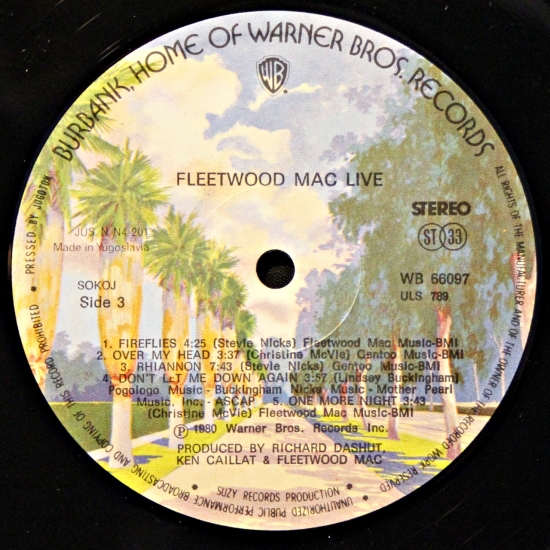 BURBANK, HOME OF WARNER BROS. RECORDS
WB
FLEETWOOD MAC LIVE
STEREO
ST 33
JUS. N. N4 201
Made in Yugoslavia
WB 66097
ULS 789
SOKOJ
Side 3
1. FIREFLIES 4:25 (Stevie Nicks) Fleetwood Mac Music-BMI
2. OVER MY HEAD 3:37 (Christine McVie) Gentoo Music-BMI
3. RHIANNON 7:43 (Stevie Nicks) Gentoo Music-BMI
4. DON'T LET ME DOWN AGAIN 3:57 (Lindsey Buckingham)
Pogologo Music - Buckingham Nicks Music - Mother Pearl
Music, Inc. - ASCAP 5. ONE MORE NIGHT 3:43
(Christine McVie) Fleetwood Mac Music-BMI
Ⓟ 1980 Warner Bros. Records Inc.
PRODUCED BY RICHARD DASHUT,
KEN CAILLAT & FLEETWOOD MAC
• SUZY RECORDS PRODUCTION •
ALL RIGHTS OF THE MANUFACTURER AND OF THE OWNER OF THE RECORDED WORK RESERVED • UNAUTHORIZED PUBLIC PERFORMANCE BROADCASTING AND COPYING OF THIS RECORD PROHIBITED • PRESSED BY JUGOTON